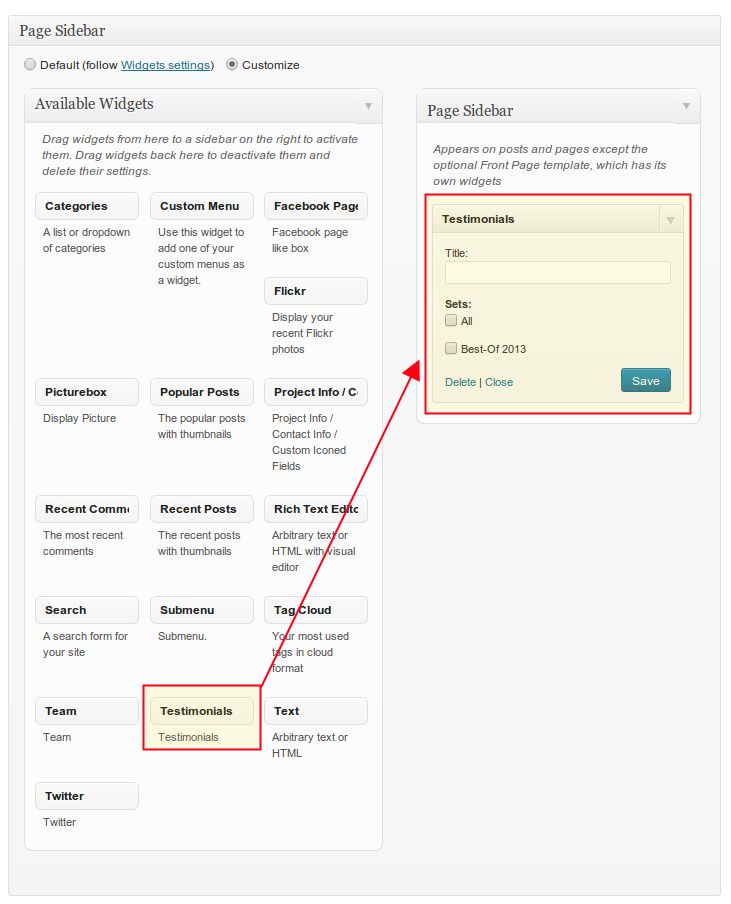 Page Sidebar
Default (follow Widgets settings) Customize
Available Widgets
Drag widgets from here to a sidebar on the right to activate
them. Drag widgets back here to deactivate them and
delete their settings.
Categories
A list or dropdown
of categories
Custom Menu
Use this widget to
add one of your
custom menus as
a widget.
Facebook Page
Facebook page
like box
Flickr
Display your
recent Flickr
photos
Picturebox
Display Picture
Popular Posts
The popular posts
with thumbnails
Project Info / C
Project Info /
Contact Info /
Custom Iconed
Fields
Recent Comme
The most recent
comments
Recent Posts
The recent posts
with thumbnails
Rich Text Edito
Arbitrary text or
HTML with visual
editor
Search
A search form for
your site
Submenu
Submenu.
Tag Cloud
Your most used
tags in cloud
format
Team
Team
Testimonials
Testimonials
Text
Arbitrary text or
HTML
Twitter
Twitter
Page Sidebar
Appears on posts and pages except the
optional Front Page template, which has its
own widgets
Testimonials
Title:
Sets:
All
Best-Of 2013
Delete | Close
Save